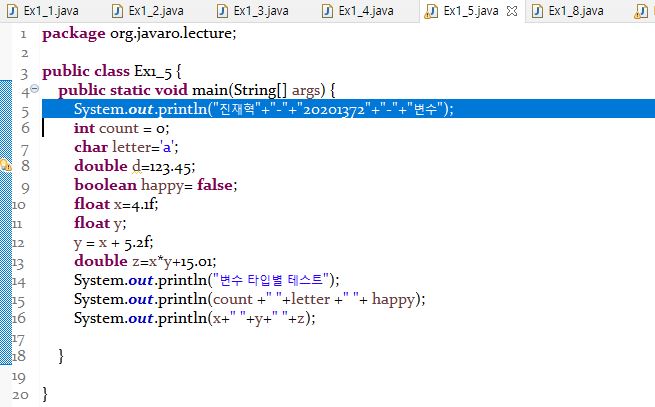 Ex1_1.java Ex1_2.java Ex1_3.java Ex1_4.java Ex1_5.java Ex1_8.java
1 package org.javaro.lecture;
2
3 public class Ex1_5 {
4 public static void main(String[] args) {
5 System.out.println("진재혁"+"-"+"20201372"+"-"+"변수");
6 int count = 0;
7 char letter='a';
8 double d=123.45;
9 boolean happy= false;
10 float x=4.1f;
11 float y;
12 y = x + 5.2f;
13 double z=x*y+15.01;
14 System.out.println("변수 타입별 테스트");
15 System.out.println(count +" "+letter +" "+ happy);
16 System.out.println(x+" "+y+" "+z);
17
18 }
19
20 }